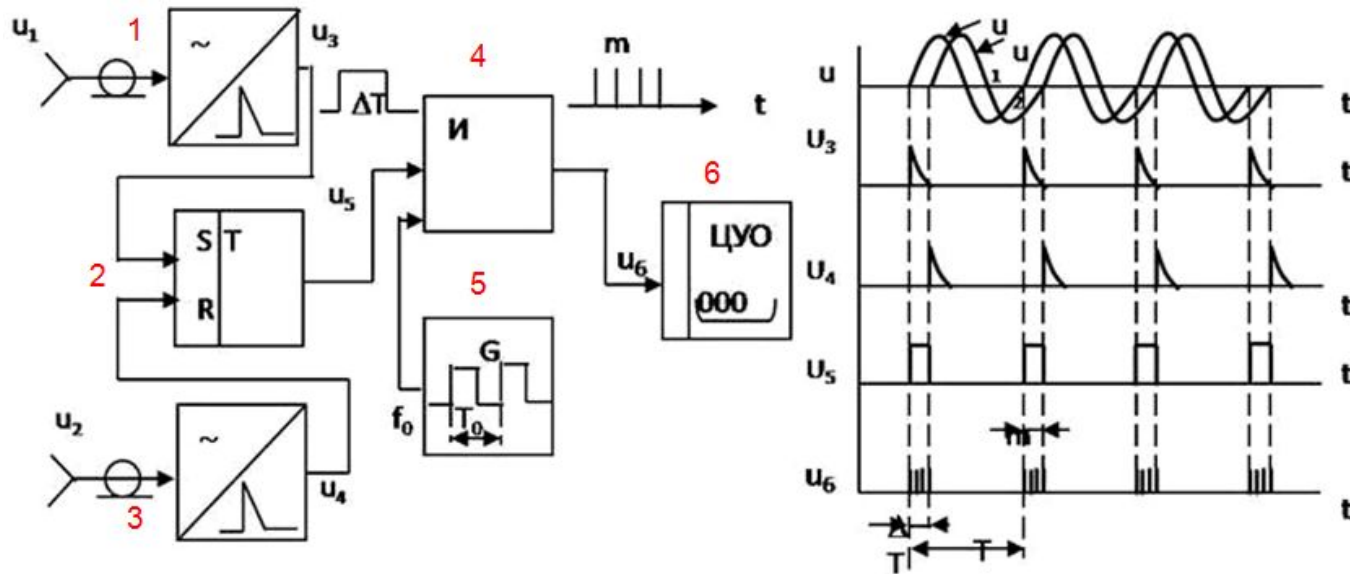 1
u₁
~
u₃
ΔT
4
m
t
И
2
S T
R
u₅
5
G
f₀
T₀
6
ЦУО
000
u₆
u₂
3
~
u₄
u
u
u
1
2
t
U₃
t
U₄
t
U₅
t
m
u₆
t
Δ
T
T